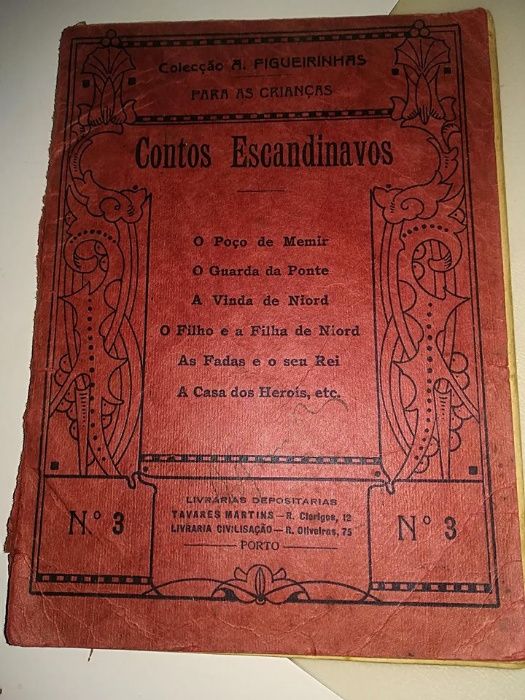 Colecção A. FIGUEIRINHAS
PARA AS CRIANÇAS
Contos Escandinavos
O Poço de Memir
O Guarda da Ponte
A Vinda de Niord
O Filho e a Filha de Niord
As Fadas e o seu Rei
A Casa dos Herois, etc.
LIVRARIAS DEPOSITARIAS
TAVARES MARTINS — R. Clerigos, 12
LIVRARIA CIVILISAÇÃO — R. Oliveiras, 75
PORTO
N.º 3
N.º 3